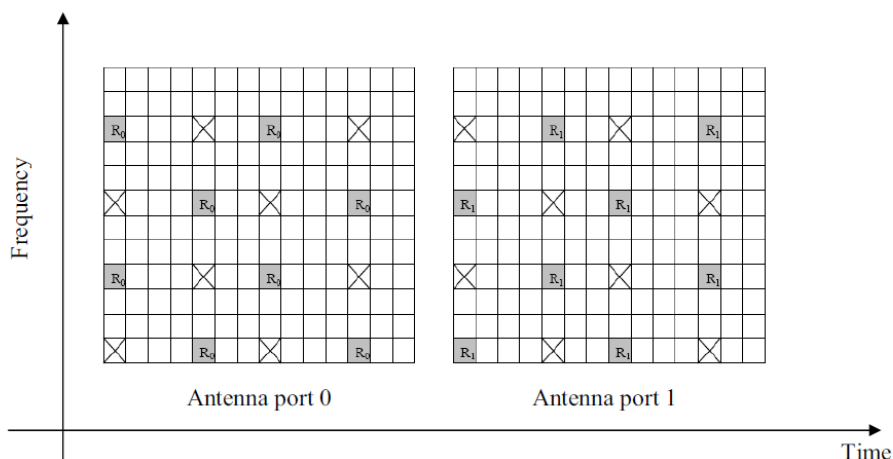 Frequency
R₀ R₀ R₁ R₁
R₀ R₀ R₁ R₁
R₀ R₀ R₁ R₁
R₀ R₀ R₁ R₁
Antenna port 0 Antenna port 1
Time